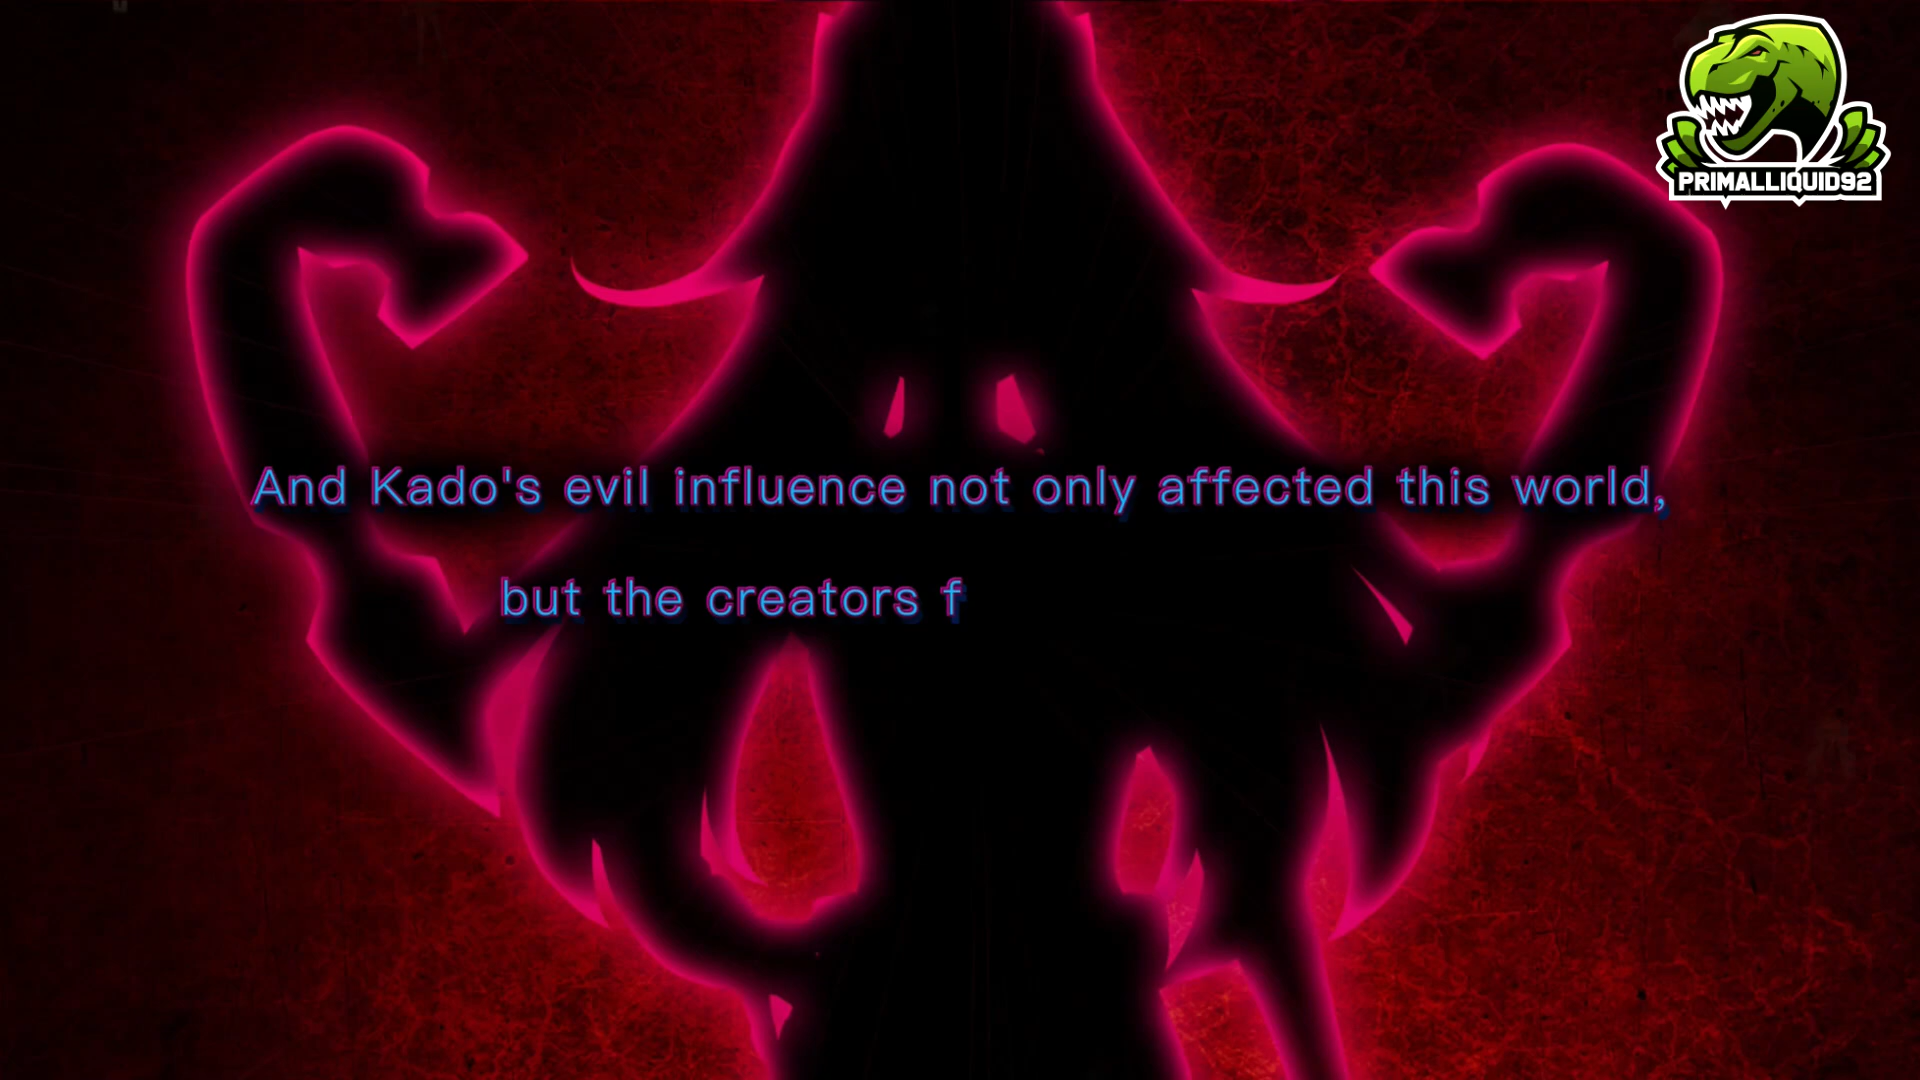 PRIMALLIQUID92
And Kado's evil influence not only affected this world,
but the creators f